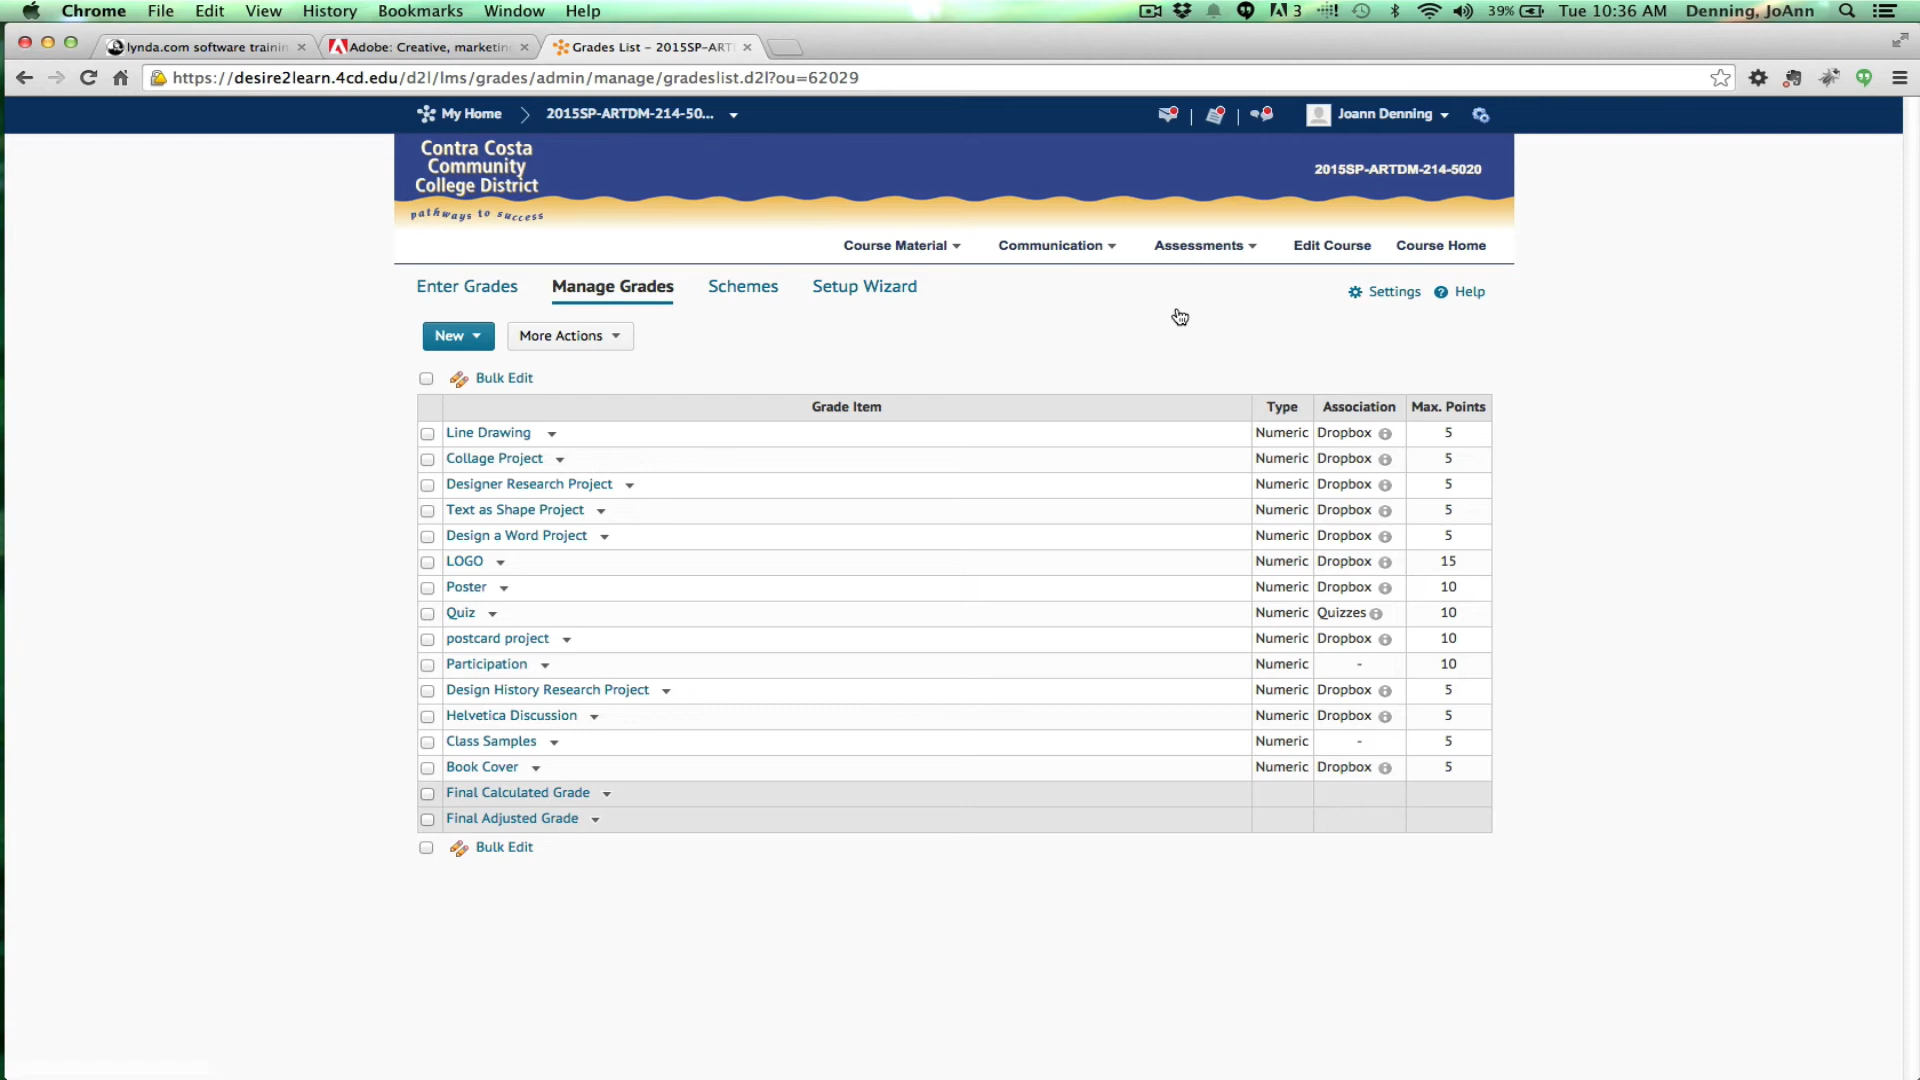 Chrome File Edit View History Bookmarks Window Help 3 39% Tue 10:36 AM Denning, JoAnn
lynda.com software trainin Adobe: Creative, marketin Grades List – 2015SP-ART
https://desire2learn.4cd.edu/d2l/lms/grades/admin/manage/gradeslist.d2l?ou=62029
My Home 2015SP-ARTDM-214-50... Joann Denning
Contra Costa
Community
College District
pathways to success
2015SP-ARTDM-214-5020
Course Material Communication Assessments Edit Course Course Home
Enter Grades Manage Grades Schemes Setup Wizard Settings Help
New More Actions
Bulk Edit
Grade Item Type Association Max. Points
Line Drawing Numeric Dropbox 5
Collage Project Numeric Dropbox 5
Designer Research Project Numeric Dropbox 5
Text as Shape Project Numeric Dropbox 5
Design a Word Project Numeric Dropbox 5
LOGO Numeric Dropbox 15
Poster Numeric Dropbox 10
Quiz Numeric Quizzes 10
postcard project Numeric Dropbox 10
Participation Numeric - 10
Design History Research Project Numeric Dropbox 5
Helvetica Discussion Numeric Dropbox 5
Class Samples Numeric - 5
Book Cover Numeric Dropbox 5
Final Calculated Grade
Final Adjusted Grade
Bulk Edit